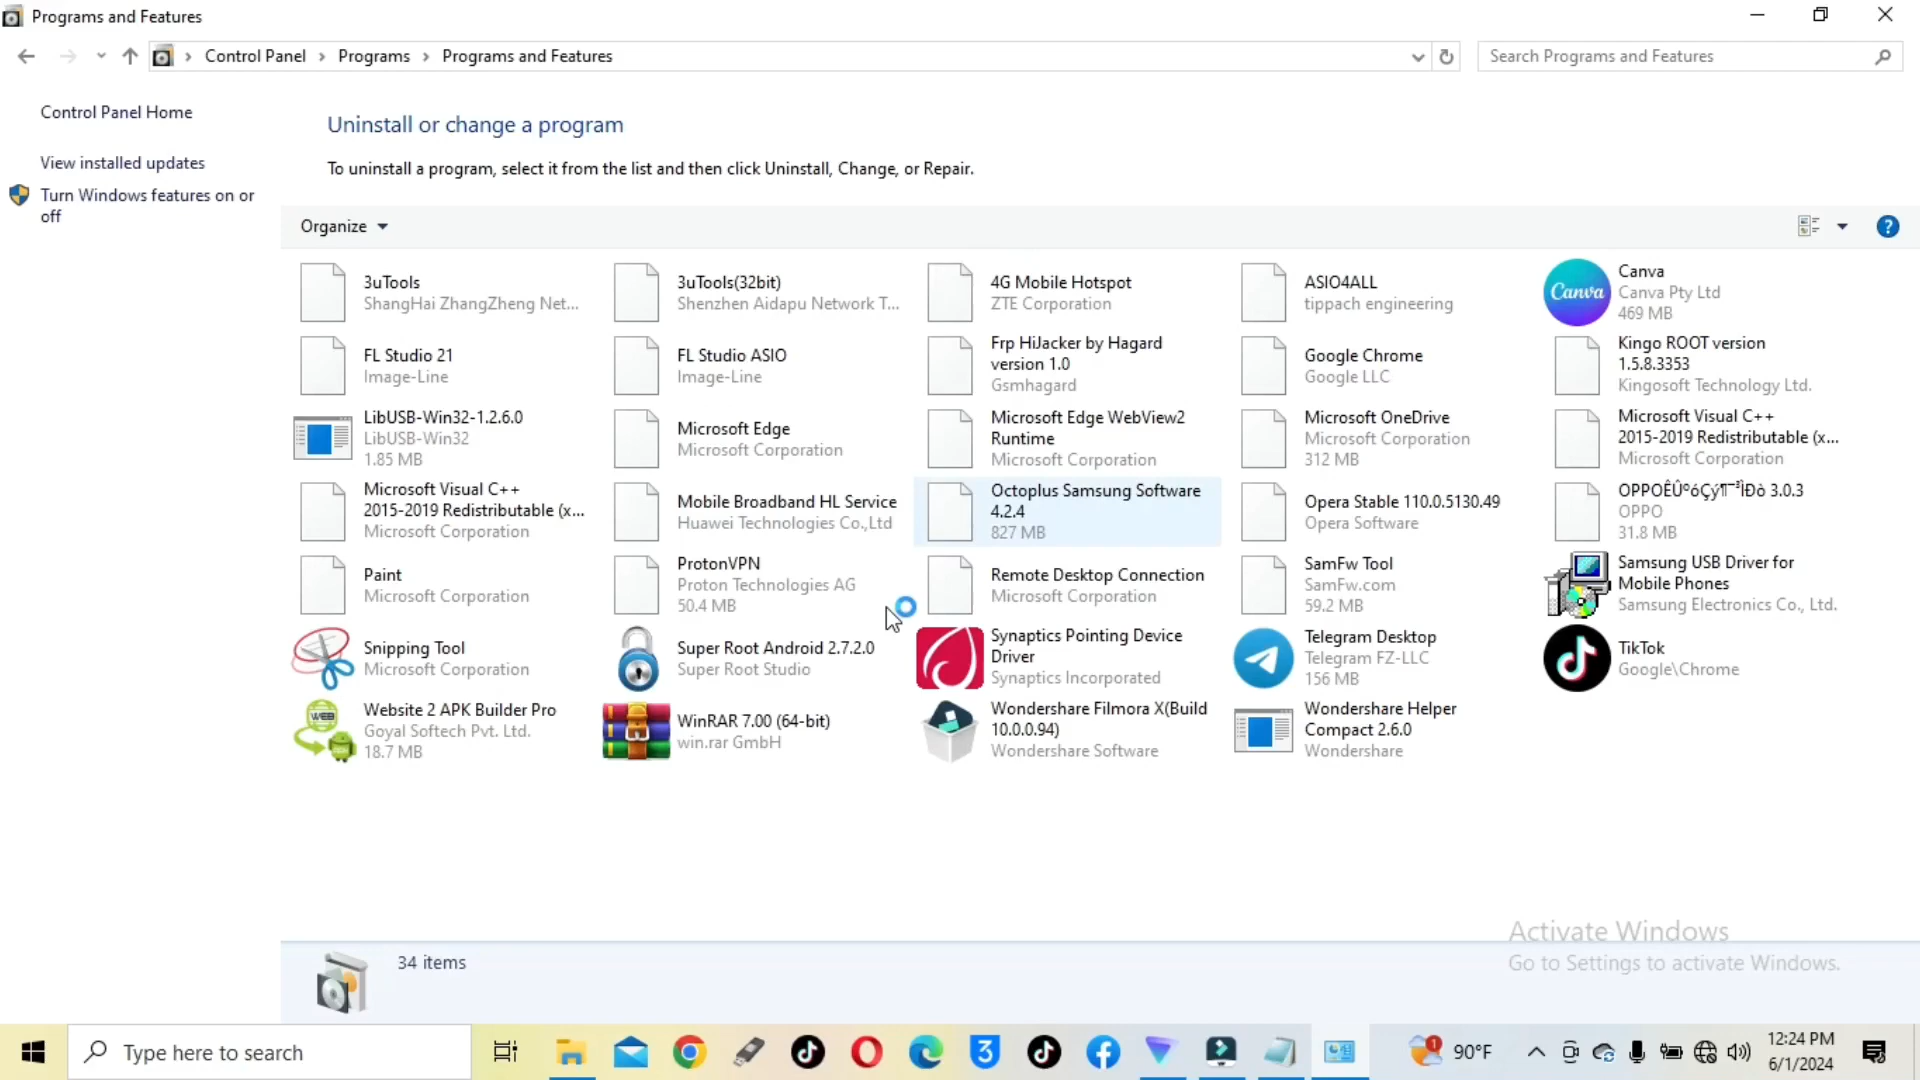 Programs and Features
Control Panel › Programs › Programs and Features
Search Programs and Features
Control Panel Home
View installed updates
Turn Windows features on or
off
Uninstall or change a program
To uninstall a program, select it from the list and then click Uninstall, Change, or Repair.
Organize
3uTools
ShangHai ZhangZheng Net...
3uTools(32bit)
Shenzhen Aidapu Network T...
4G Mobile Hotspot
ZTE Corporation
ASIO4ALL
tippach engineering
Canva
Canva
Canva Pty Ltd
469 MB
FL Studio 21
Image-Line
FL Studio ASIO
Image-Line
Frp HiJacker by Hagard
version 1.0
Gsmhagard
Google Chrome
Google LLC
Kingo ROOT version
1.5.8.3353
Kingosoft Technology Ltd.
LibUSB-Win32-1.2.6.0
LibUSB-Win32
1.85 MB
Microsoft Edge
Microsoft Corporation
Microsoft Edge WebView2
Runtime
Microsoft Corporation
Microsoft OneDrive
Microsoft Corporation
312 MB
Microsoft Visual C++
2015-2019 Redistributable (x...
Microsoft Corporation
Microsoft Visual C++
2015-2019 Redistributable (x...
Microsoft Corporation
Mobile Broadband HL Service
Huawei Technologies Co.,Ltd
Octoplus Samsung Software
4.2.4
827 MB
Opera Stable 110.0.5130.49
Opera Software
3.0.3
OPPO
31.8 MB
Paint
Microsoft Corporation
ProtonVPN
Proton Technologies AG
50.4 MB
Remote Desktop Connection
Microsoft Corporation
SamFw Tool
SamFw.com
59.2 MB
Samsung USB Driver for
Mobile Phones
Samsung Electronics Co., Ltd.
Snipping Tool
Microsoft Corporation
Super Root Android 2.7.2.0
Super Root Studio
Synaptics Pointing Device
Driver
Synaptics Incorporated
Telegram Desktop
Telegram FZ-LLC
156 MB
TikTok
Google\Chrome
WEB
Website 2 APK Builder Pro
Goyal Softech Pvt. Ltd.
18.7 MB
WinRAR 7.00 (64-bit)
win.rar GmbH
Wondershare Filmora X(Build
10.0.0.94)
Wondershare Software
Wondershare Helper
Compact 2.6.0
Wondershare
34 items
Activate Windows
Go to Settings to activate Windows.
Type here to search
3
1
90°F
12:24 PM
6/1/2024